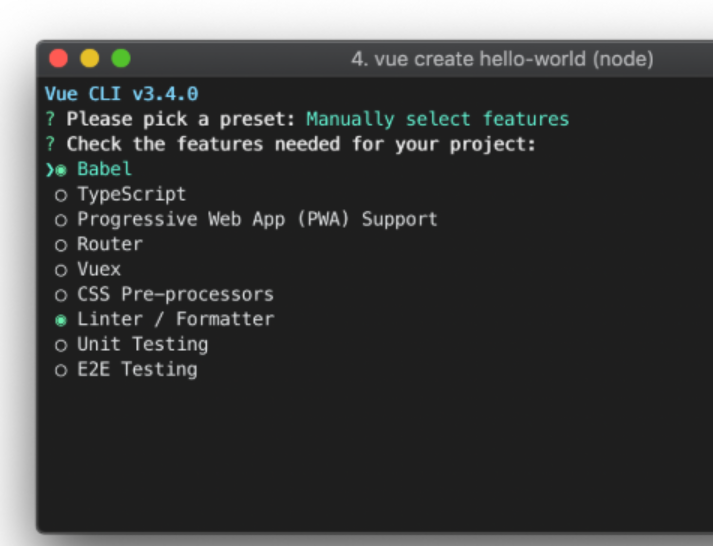 4. vue create hello-world (node)
Vue CLI v3.4.0
? Please pick a preset: Manually select features
? Check the features needed for your project:
❯◉ Babel
○ TypeScript
○ Progressive Web App (PWA) Support
○ Router
○ Vuex
○ CSS Pre-processors
◉ Linter / Formatter
○ Unit Testing
○ E2E Testing